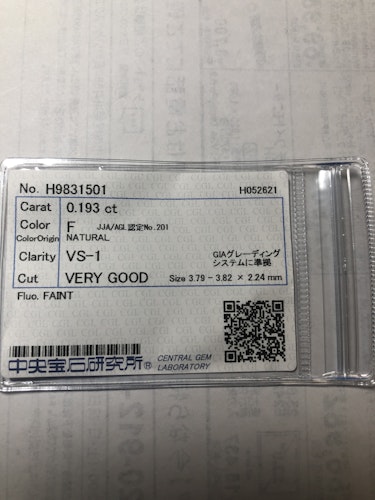 No. H9831501 H052621
Carat 0.193 ct
Color F JJA/AGL認定No.201
ColorOrigin NATURAL
Clarity VS-1 GIAグレーディング
システムに準拠
Cut VERY GOOD Size 3.79 - 3.82 × 2.24 mm
Fluo. FAINT
中央宝石研究所® CENTRAL GEM
LABORATORY